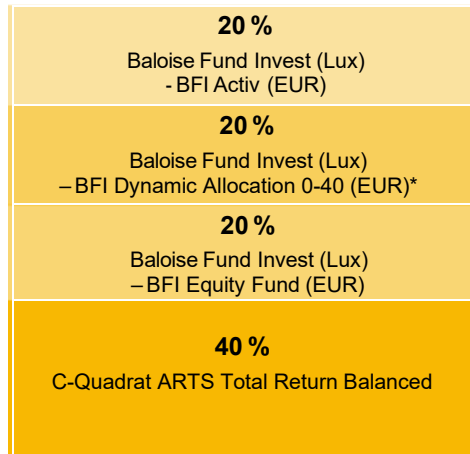 20 %
Baloise Fund Invest (Lux)
- BFI Activ (EUR)
20 %
Baloise Fund Invest (Lux)
– BFI Dynamic Allocation 0-40 (EUR)*
20 %
Baloise Fund Invest (Lux)
– BFI Equity Fund (EUR)
40 %
C-Quadrat ARTS Total Return Balanced